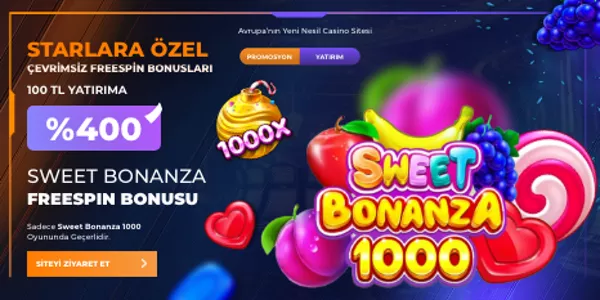 Avrupa'nın Yeni Nesil Casino Sitesi
PROMOSYON YATIRIM
STARLARA ÖZEL
ÇEVRİMSİZ FREESPIN BONUSLARI
100 TL YATIRIMA
%400
SWEET BONANZA
FREESPIN BONUSU
Sadece Sweet Bonanza 1000
Oyununda Geçerlidir.
SİTEYİ ZİYARET ET
1000X
SWEET
BONANZA
1000